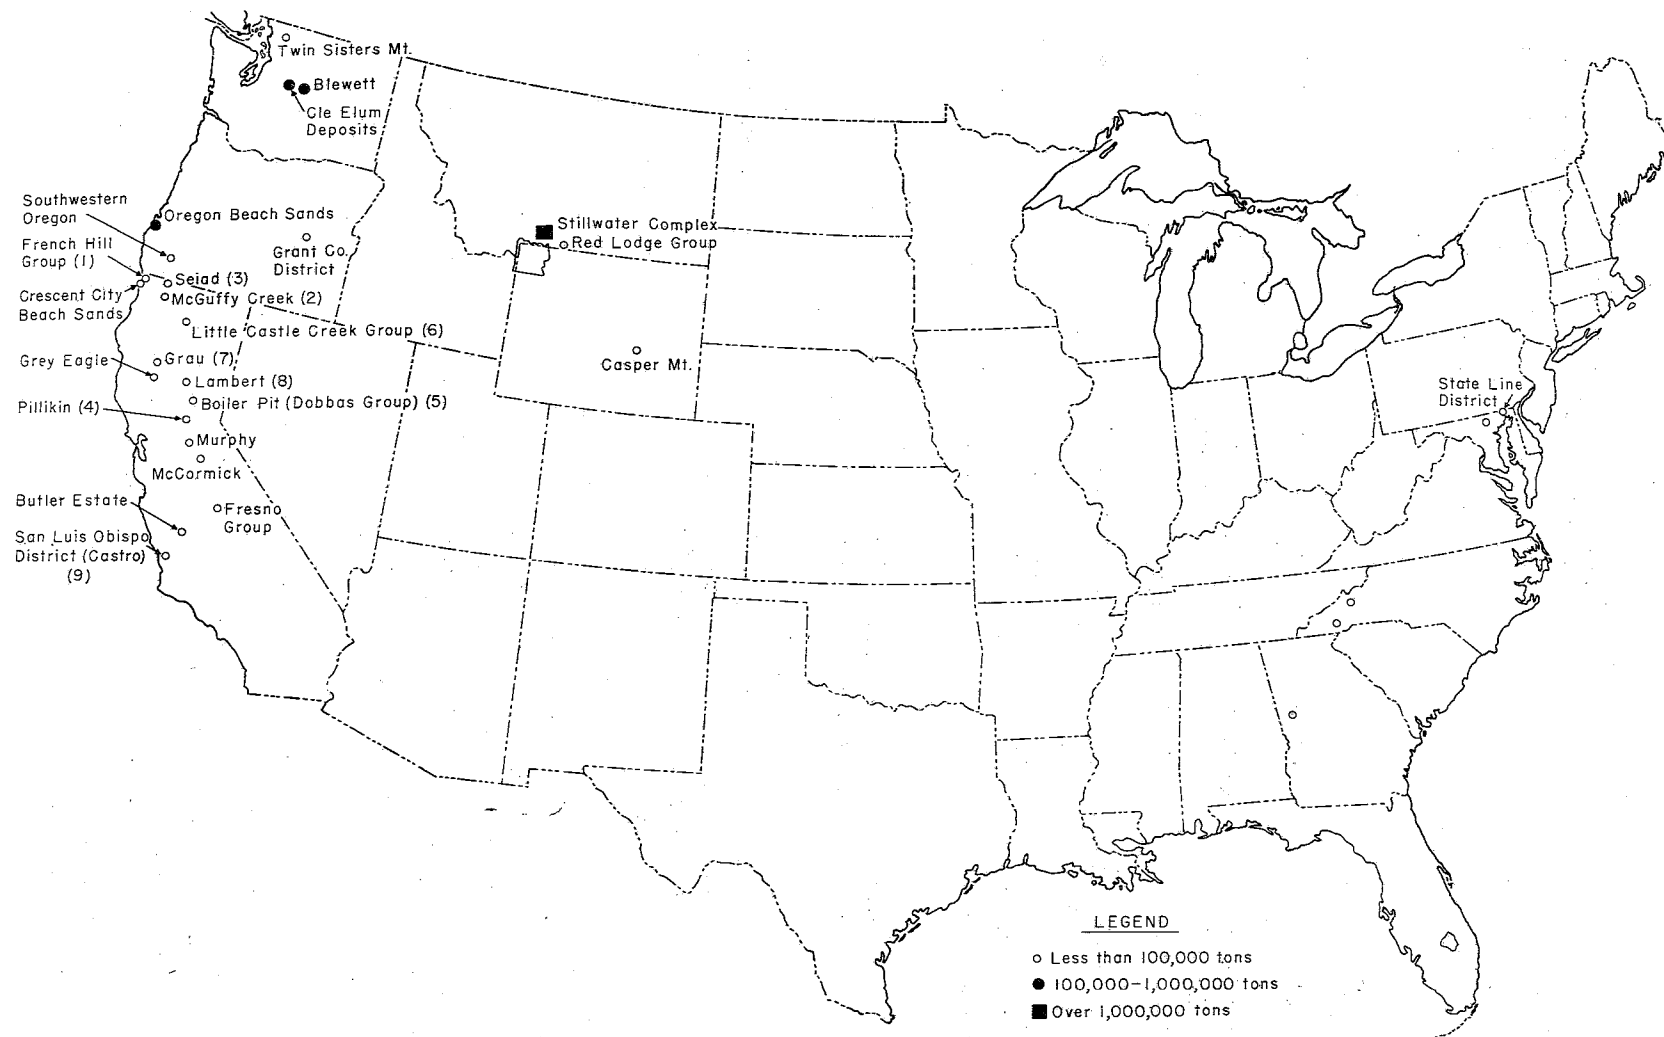 Twin Sisters Mt.
Blewett
Cle Elum
Deposits
Southwestern
Oregon
Oregon Beach Sands
French Hill
Group (1)
Grant Co.
District
Stillwater Complex
Red Lodge Group
Seiad (3)
Crescent City
Beach Sands
McGuffy Creek (2)
Little Castle Creek Group (6)
Grey Eagle
Grau (7)
Casper Mt.
Lambert (8)
State Line
District
Boiler Pit (Dobbas Group) (5)
Pillikin (4)
Murphy
McCormick
Butler Estate
Fresno
Group
San Luis Obispo
District (Castro)
(9)
LEGEND
Less than 100,000 tons
100,000-1,000,000 tons
Over 1,000,000 tons